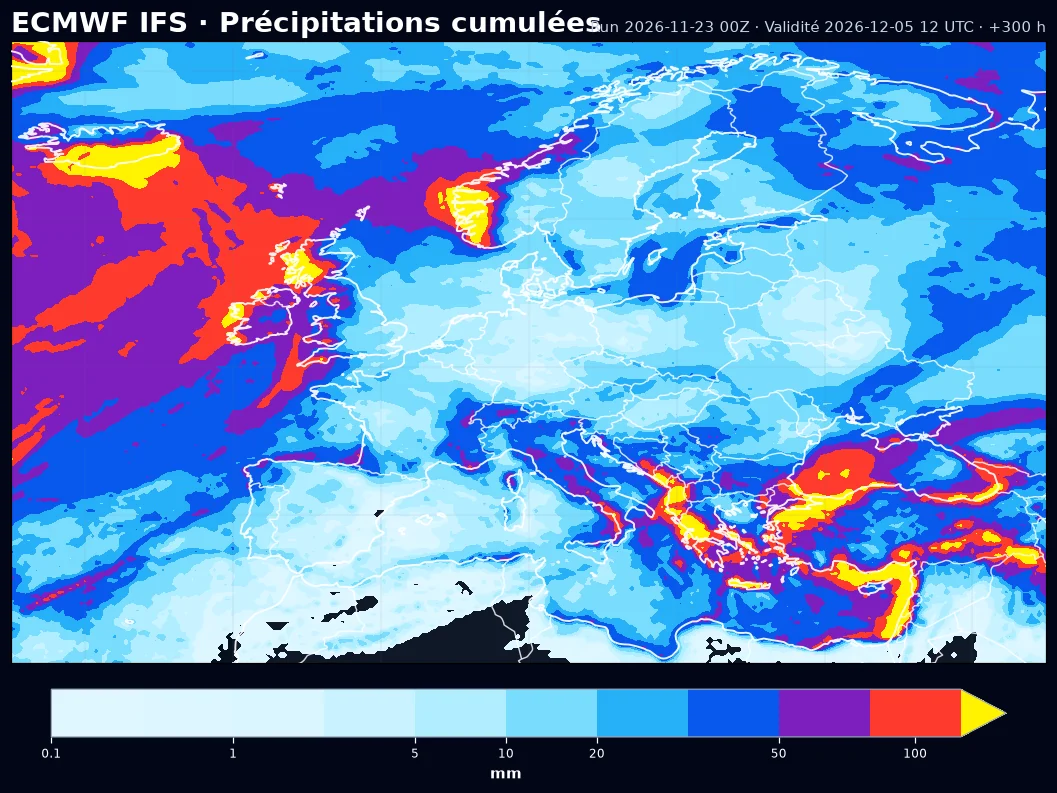 ECMWF IFS · Précipitations cumulées
Run 2026-11-23 00Z · Validité 2026-12-05 12 UTC · +300 h
0.1 1 5 10 20 50 100
mm